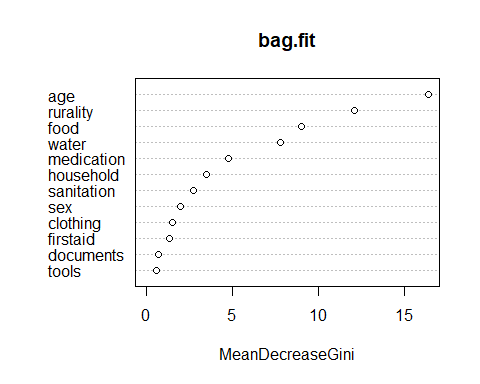 bag.fit
age
rurality
food
water
medication
household
sanitation
sex
clothing
firstaid
documents
tools
0 5 10 15
MeanDecreaseGini